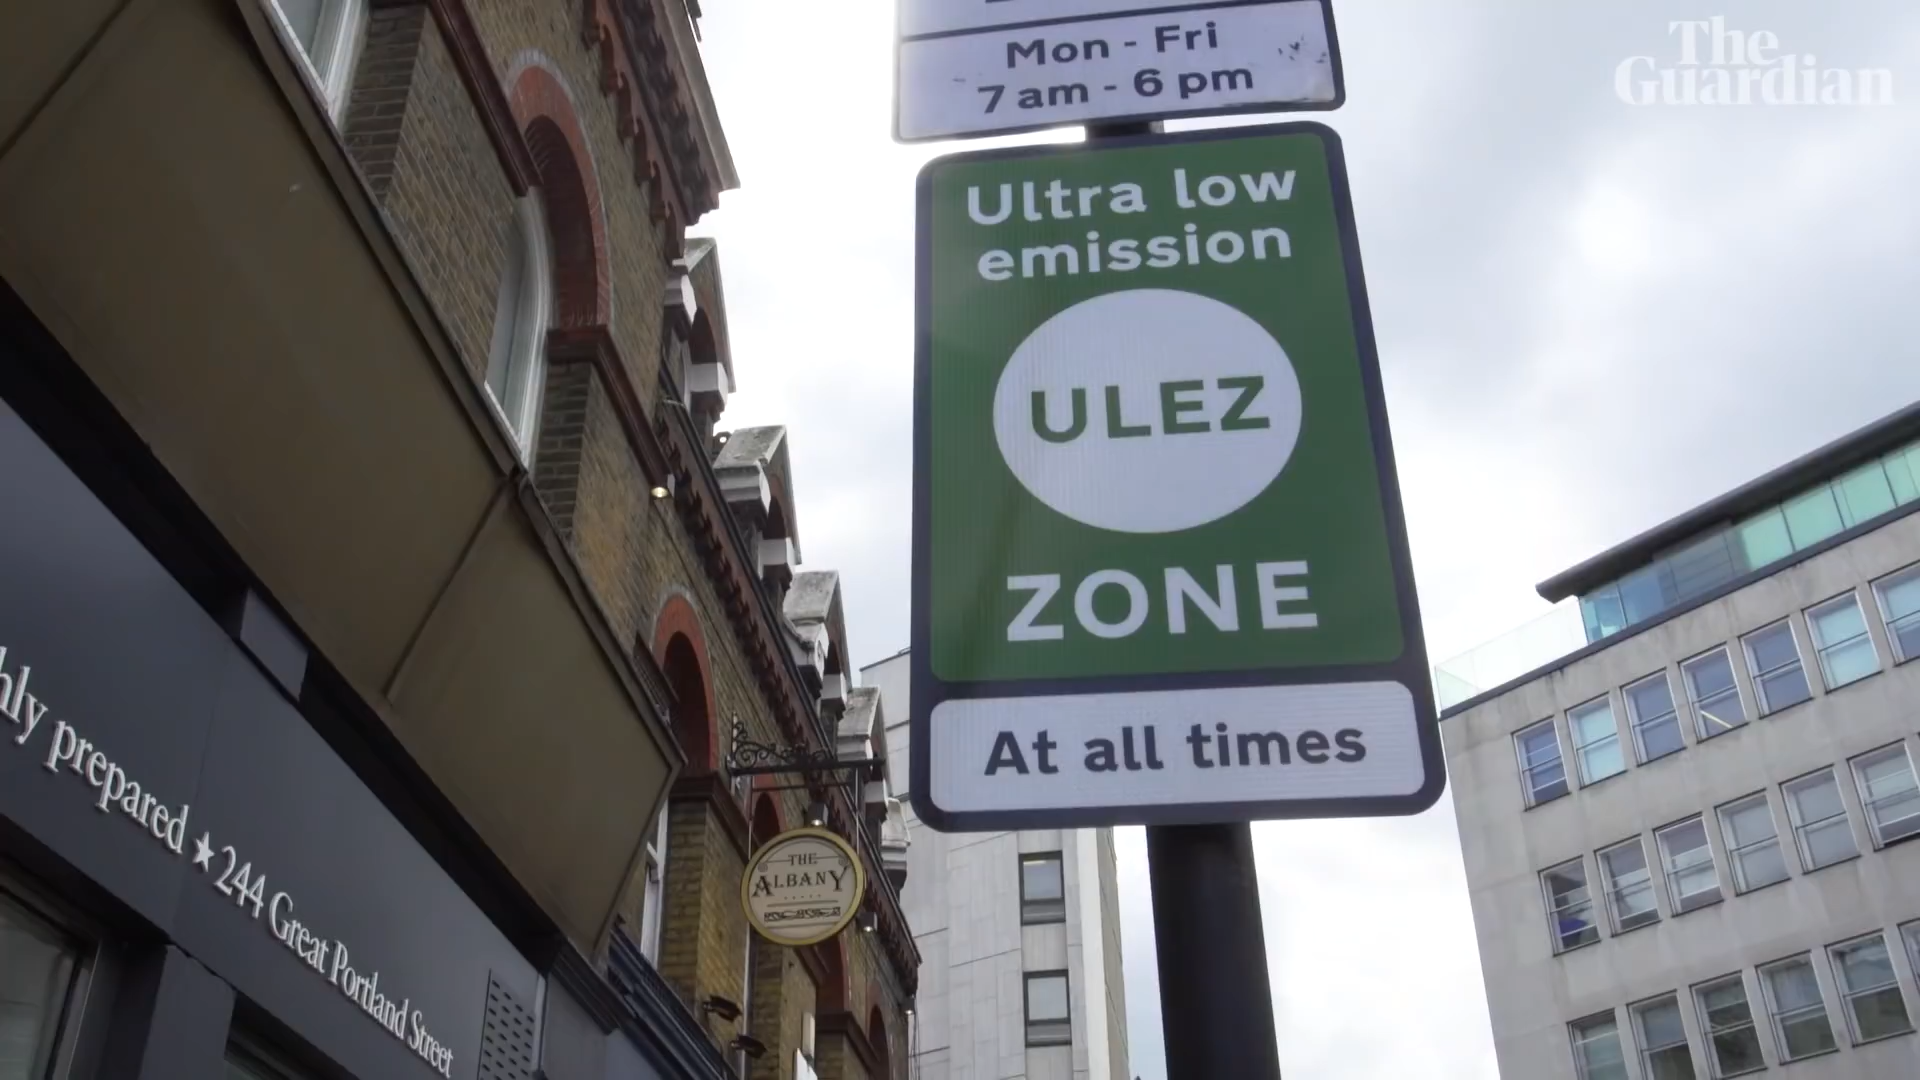 Mon - Fri
7 am - 6 pm
The
Guardian
Ultra low
emission
ULEZ
ZONE
At all times
prepared ★ 244 Great Portland Street
THE
ALBANY